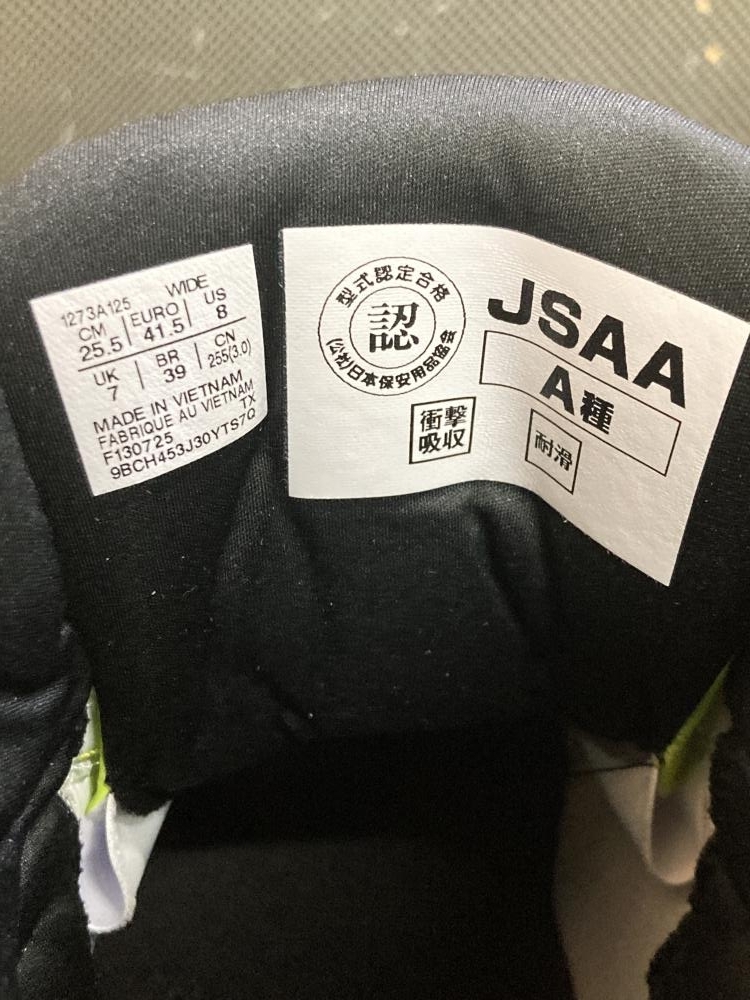 1273A125 WIDE
CM EURO US
25.5 41.5 8
UK BR CN
7 39 255(3.0)
MADE IN VIETNAM
FABRIQUE AU VIETNAM
TX
F130725
9BCH453J30YTS7Q
型式認定合格
認
(公社)日本保安用品協会
JSAA
A種
衝撃
吸収
耐滑